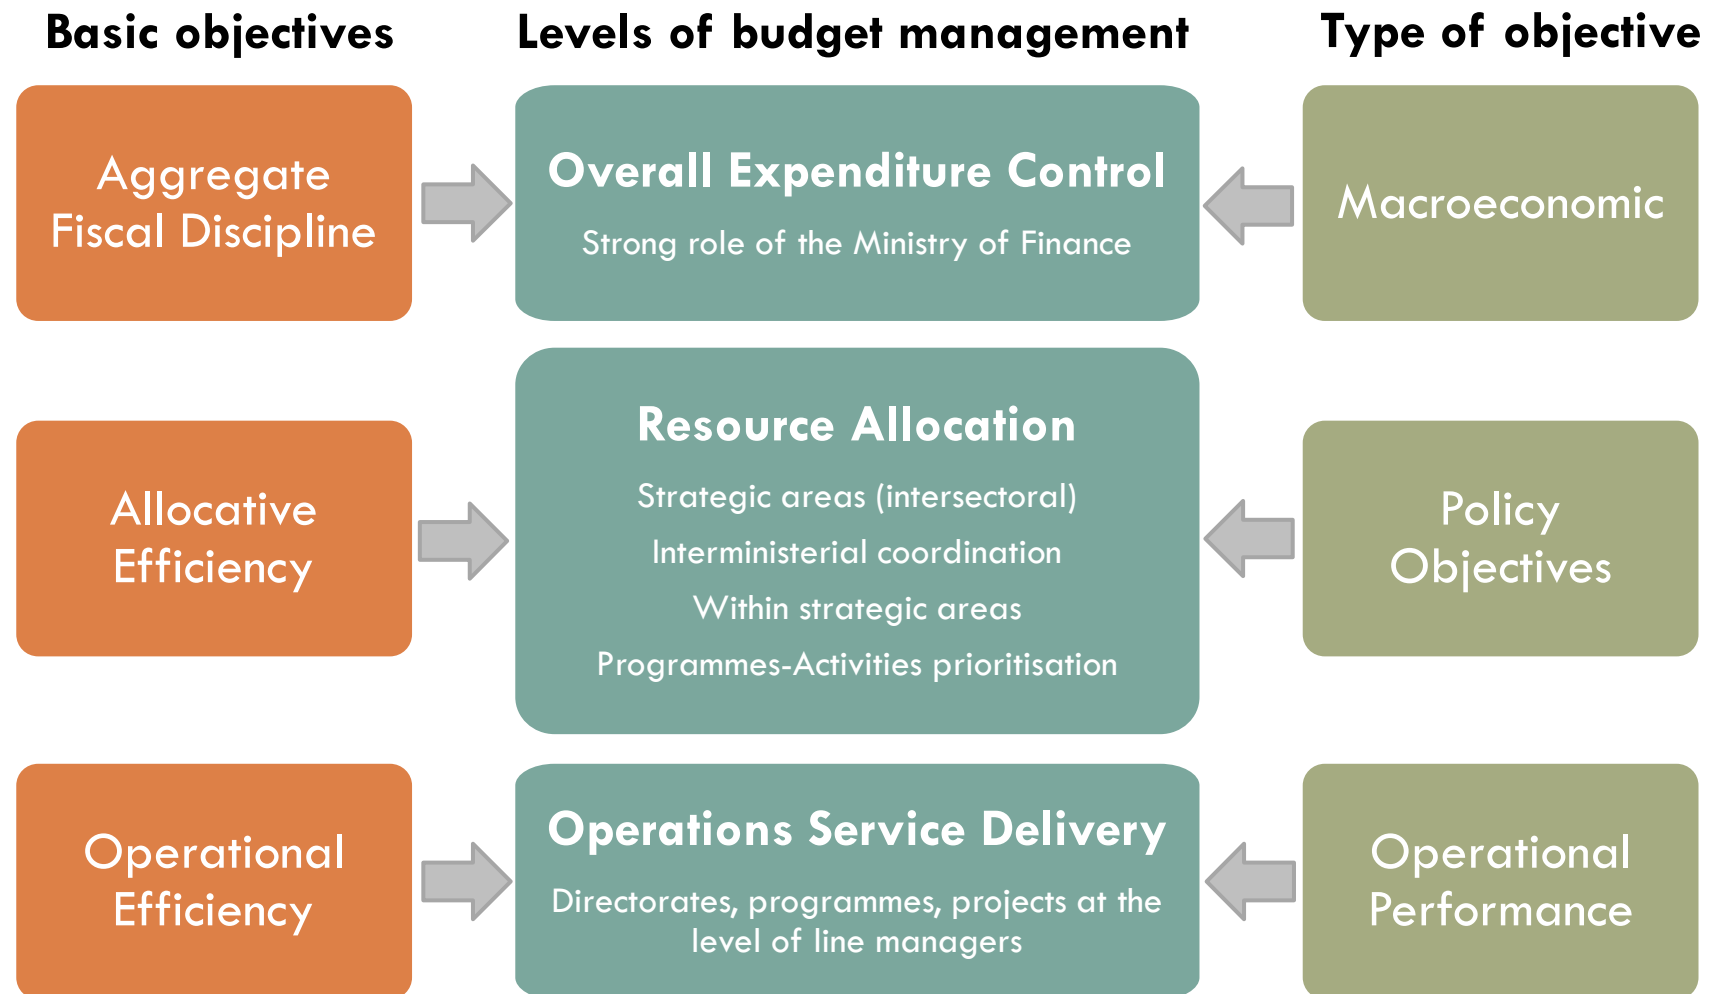 Basic objectives
Levels of budget management
Type of objective
Aggregate
Fiscal Discipline
Overall Expenditure Control
Strong role of the Ministry of Finance
Macroeconomic
Allocative
Efficiency
Resource Allocation
Strategic areas (intersectoral)
Interministerial coordination
Within strategic areas
Programmes-Activities prioritisation
Policy
Objectives
Operational
Efficiency
Operations Service Delivery
Directorates, programmes, projects at the
level of line managers
Operational
Performance